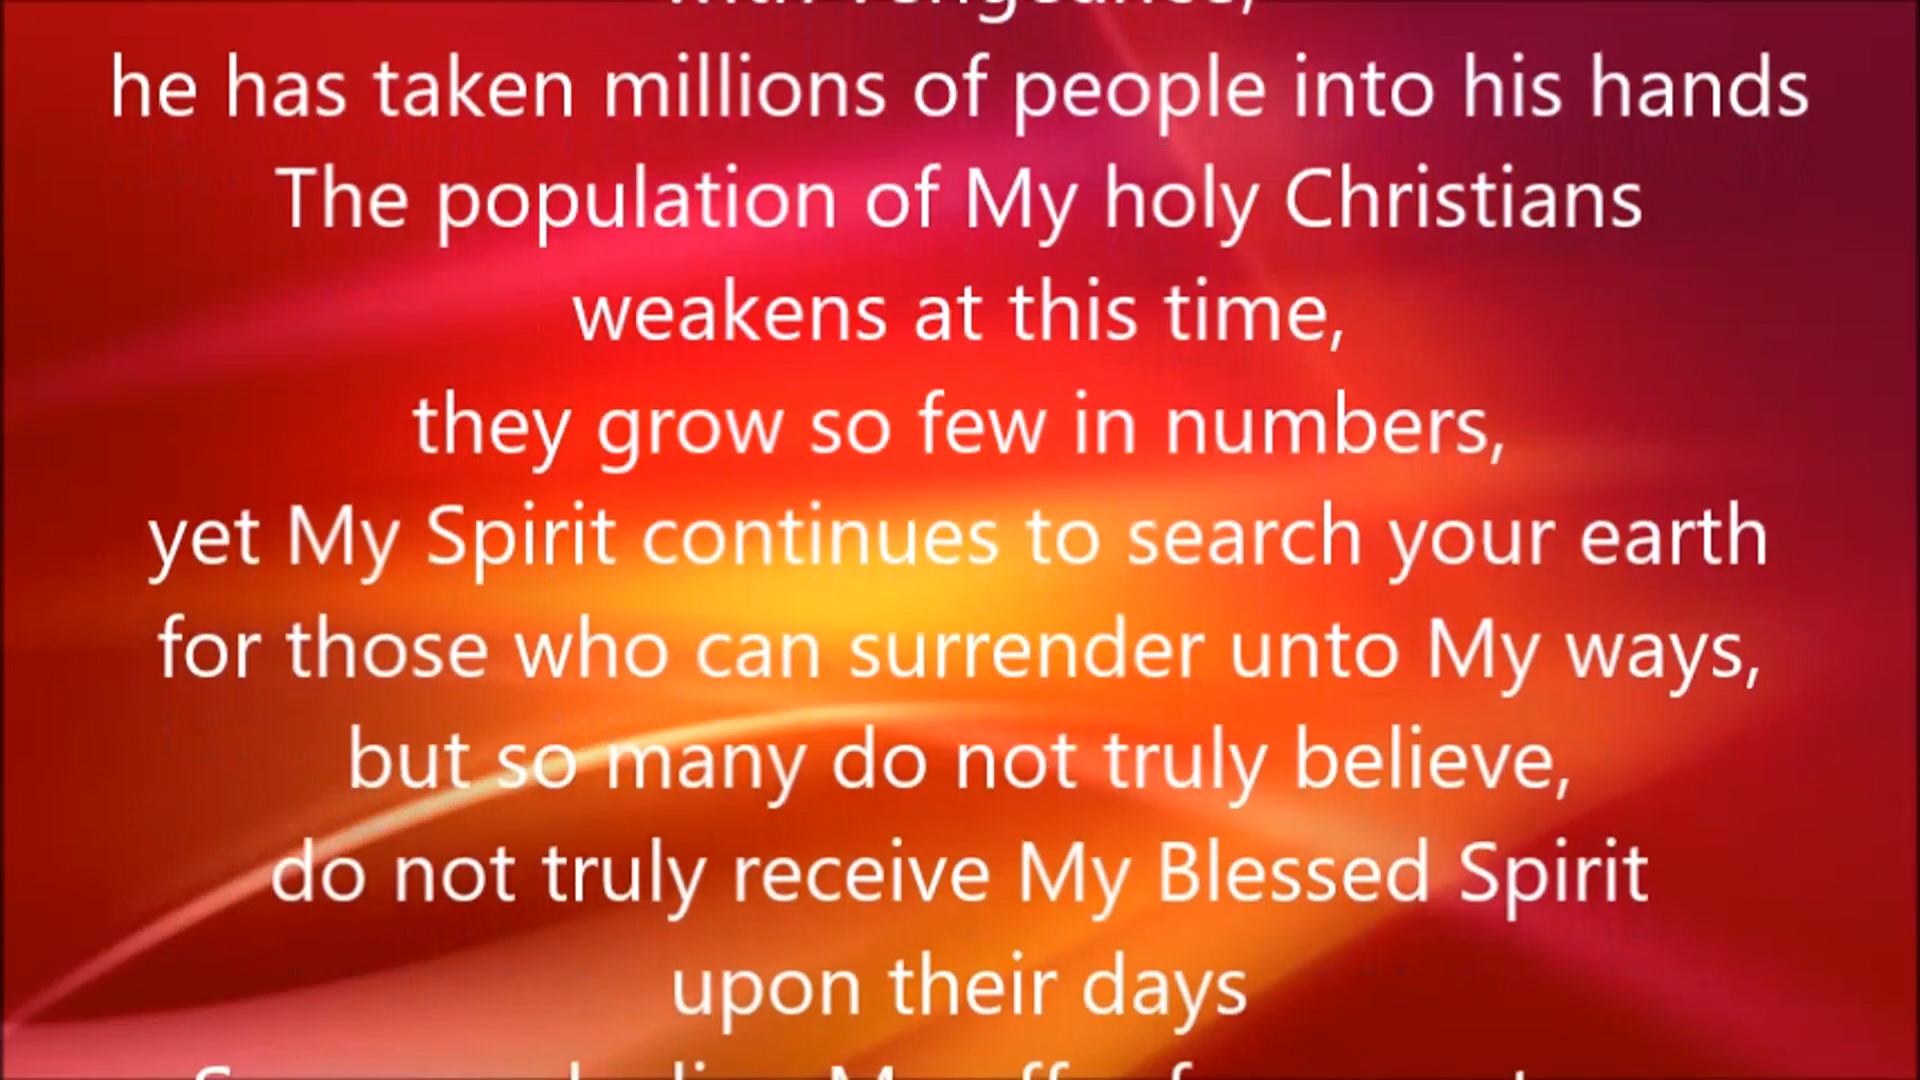 with vengeance,
he has taken millions of people into his hands
The population of My holy Christians
weakens at this time,
they grow so few in numbers,
yet My Spirit continues to search your earth
for those who can surrender unto My ways,
but so many do not truly believe,
do not truly receive My Blessed Spirit
upon their days